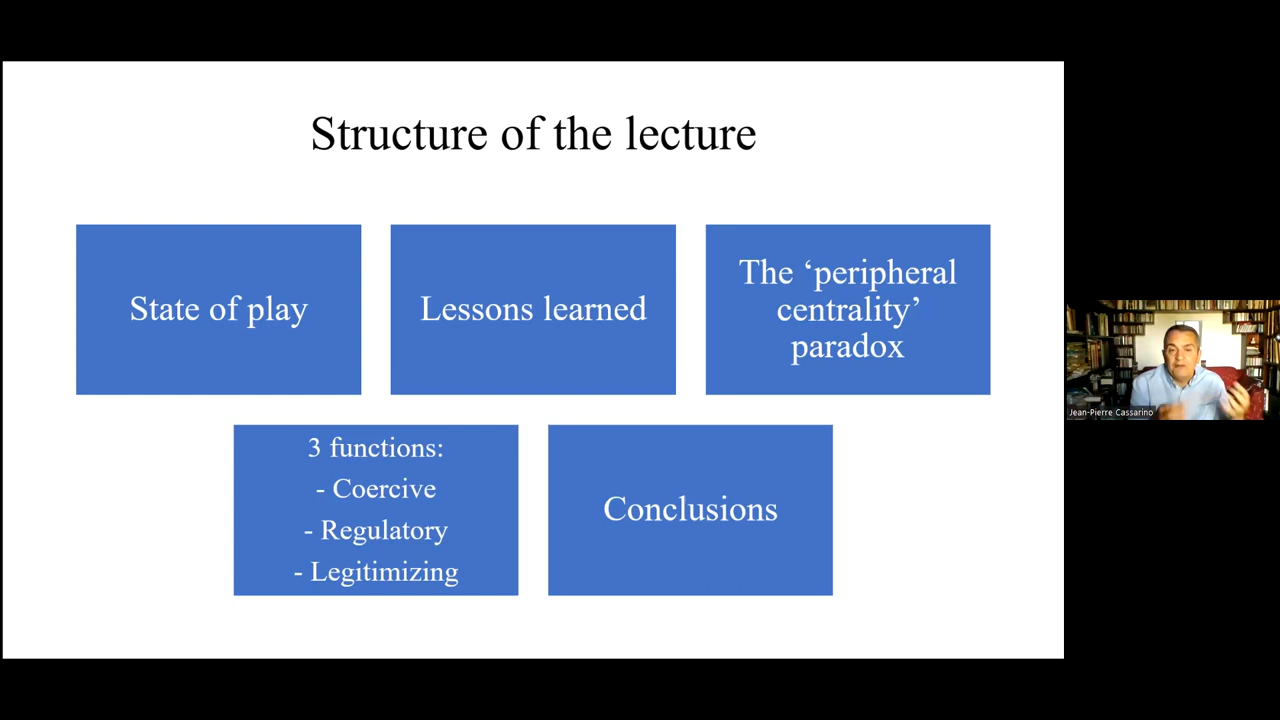 Structure of the lecture
State of play
Lessons learned
The ‘peripheral
centrality’
paradox
3 functions:
- Coercive
- Regulatory
- Legitimizing
Conclusions
Jean-Pierre Cassarino